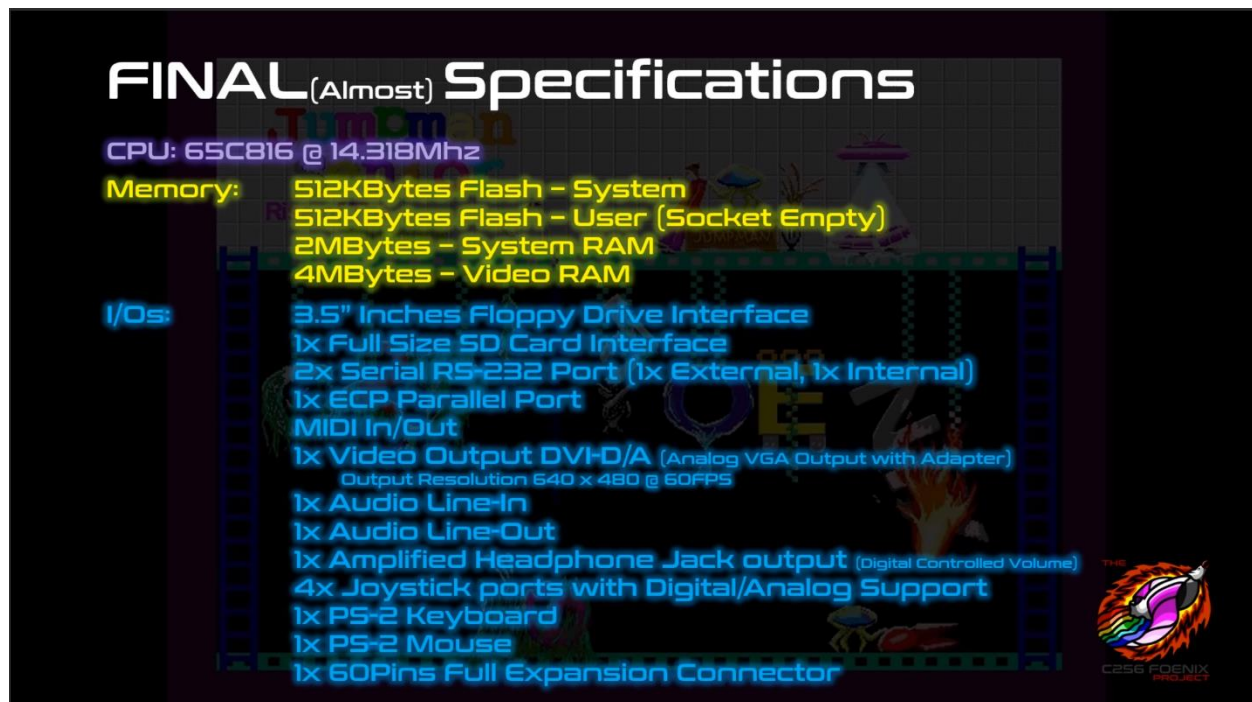 FINAL (Almost) Specifications
CPU: 65C816 @ 14.318Mhz
Memory: 512KBytes Flash – System
512KBytes Flash – User (Socket Empty)
2MBytes – System RAM
4MBytes – Video RAM
I/Os: 3.5" Inches Floppy Drive Interface
1x Full Size SD Card Interface
2x Serial RS-232 Port (1x External, 1x Internal)
1x ECP Parallel Port
MIDI In/Out
1x Video Output DVI-D/A (Analog VGA Output with Adapter)
Output Resolution 640 x 480 @ 60FPS
1x Audio Line-In
1x Audio Line-Out
1x Amplified Headphone Jack output (Digital Controlled Volume)
4x Joystick ports with Digital/Analog Support
1x PS-2 Keyboard
1x PS-2 Mouse
1x 60Pins Full Expansion Connector
Jumpman
JUMPMAN
THE
C256 FOENIX
PROJECT